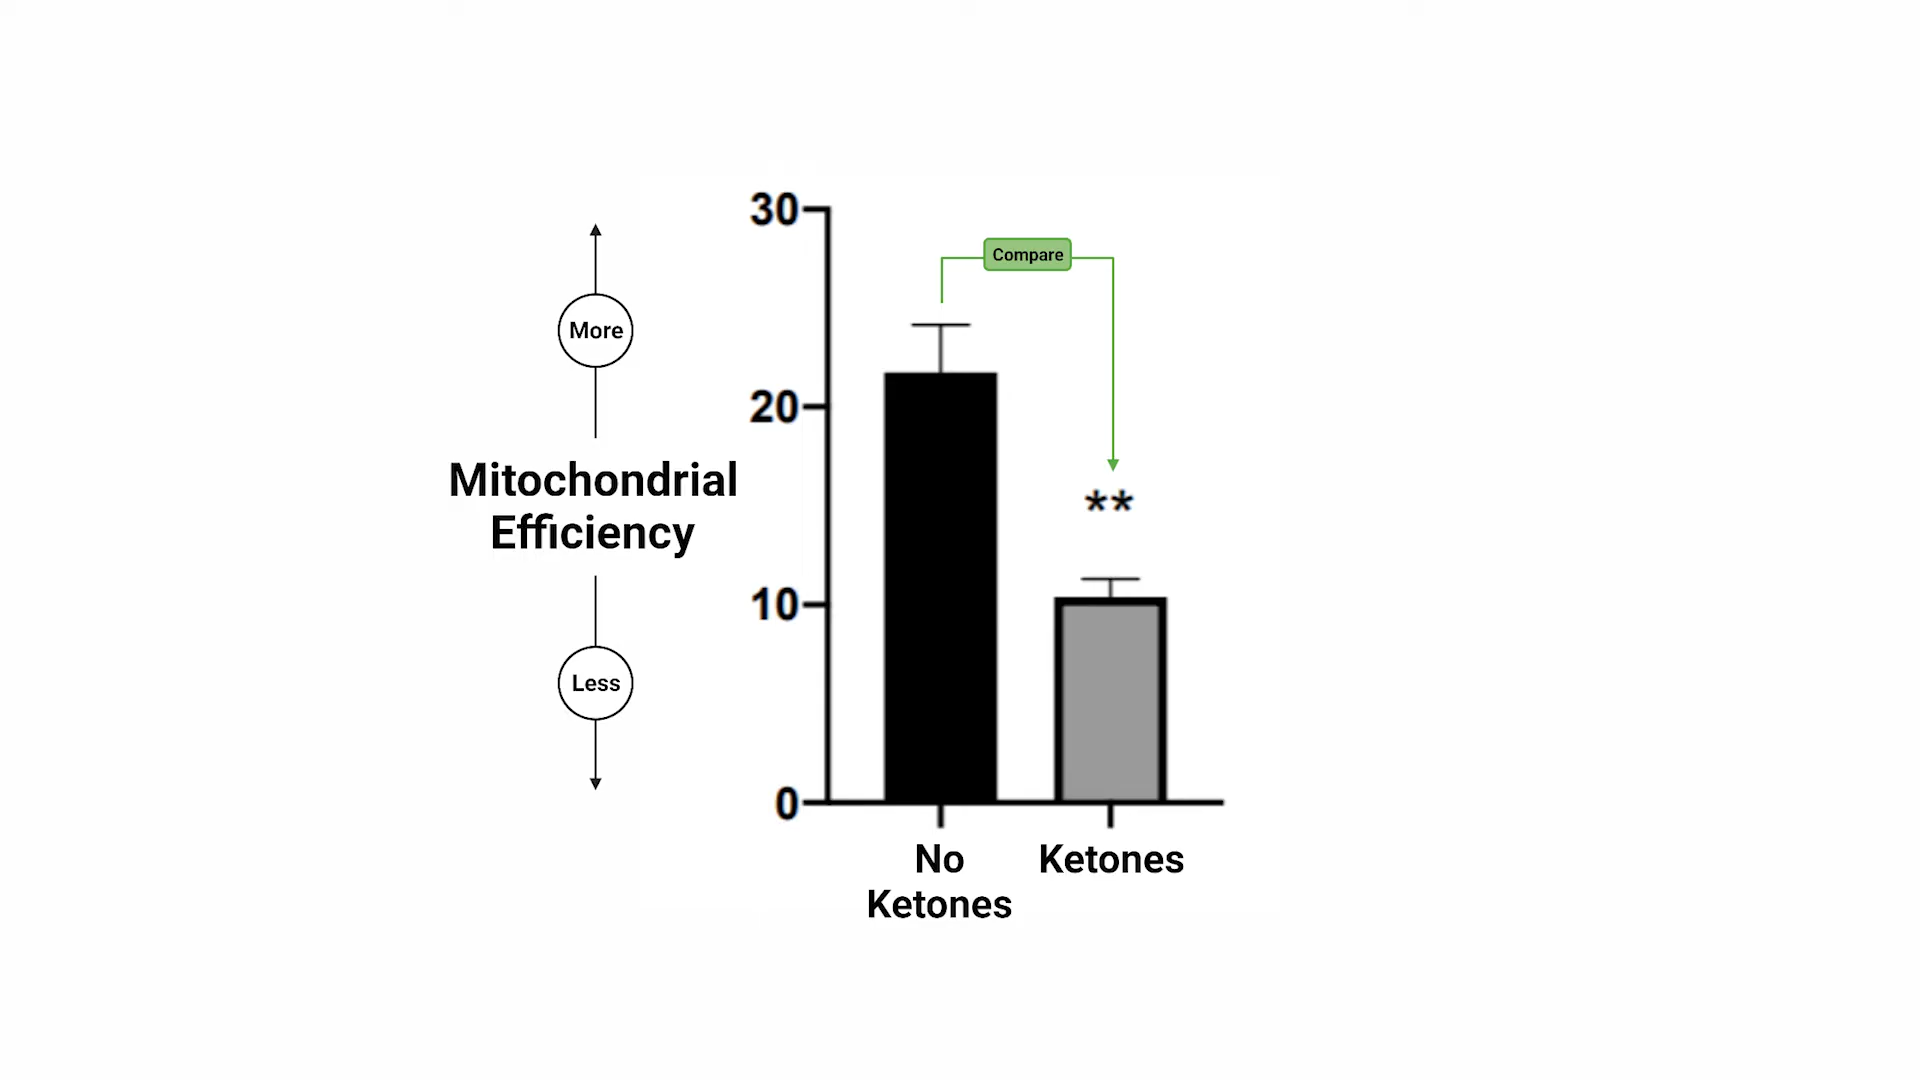 30
Compare
More
20
Mitochondrial
Efficiency
**
10
Less
0
No
Ketones
Ketones